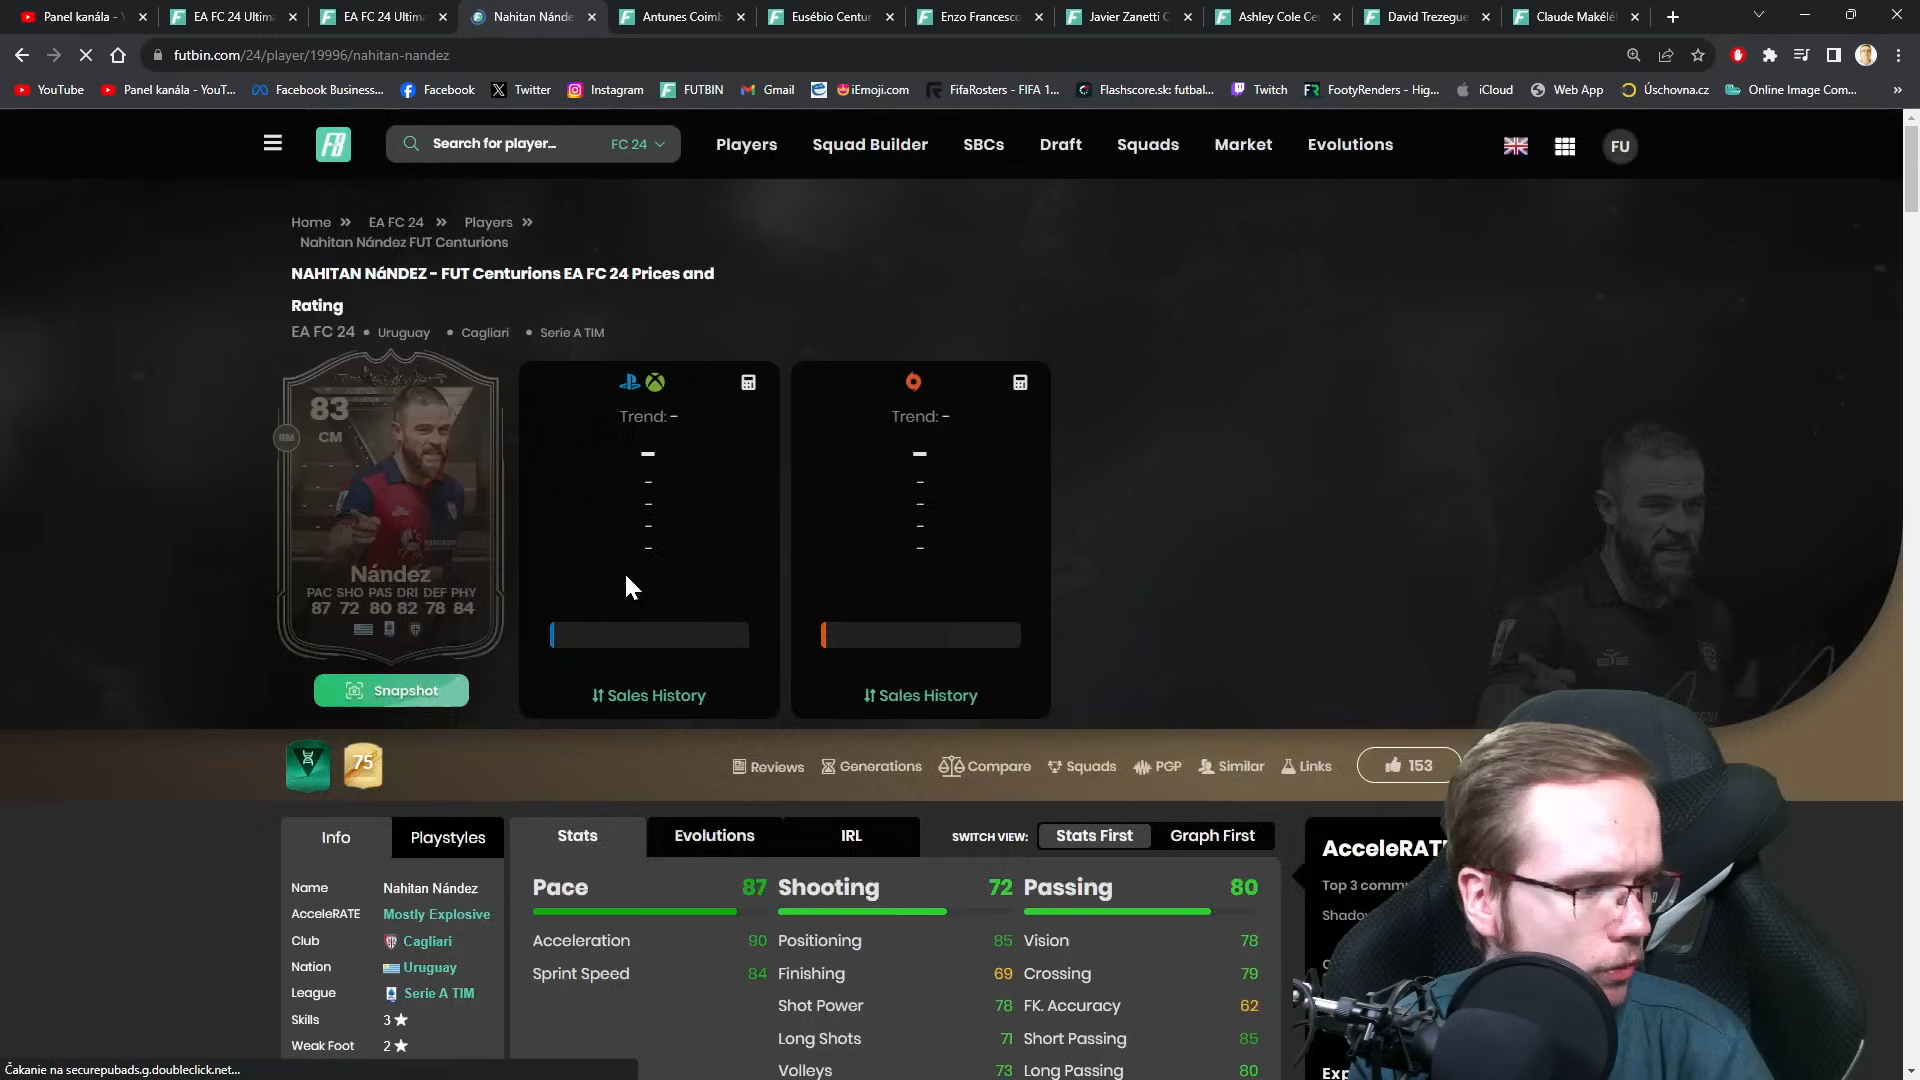 Panel kanála -
EA FC 24 Ultim
EA FC 24 Ultim
Nahitan Nánde
Antunes Coim
Eusébio Centur
Enzo Francesco
Javier Zanetti C
Ashley Cole Ce
David Trezegue
Claude Makélé
futbin.com/24/player/19996/nahitan-nandez
YouTube
Panel kanála - YouT...
Facebook Business...
Facebook
Twitter
Instagram
FUTBIN
Gmail
iEmoji.com
FifaRosters - FIFA 1...
Flashscore.sk: futbal...
Twitch
FootyRenders - Hig...
iCloud
Web App
Úschovna.cz
Online Image Com...
Search for player...
FC 24
Players
Squad Builder
SBCs
Draft
Squads
Market
Evolutions
FU
Home » EA FC 24 » Players »
Nahitan Nández FUT Centurions
NAHITAN NáNDEZ - FUT Centurions EA FC 24 Prices and
Rating
EA FC 24 • Uruguay • Cagliari • Serie A TIM
83
CM
RM
Nández
PAC SHO PAS DRI DEF PHY
87 72 80 82 78 84
Snapshot
Trend: -
-
-
-
-
-
Sales History
Trend: -
-
-
-
-
-
Sales History
75
Reviews
Generations
Compare
Squads
PGP
Similar
Links
153
Info
Playstyles
Name Nahitan Nández
AcceleRATE Mostly Explosive
Club Cagliari
Nation Uruguay
League Serie A TIM
Skills 3★
Weak Foot 2★
Stats
Evolutions
IRL
SWITCH VIEW:
Stats First
Graph First
Pace 87
Acceleration 90
Sprint Speed 84
Shooting 72
Positioning 85
Finishing 69
Shot Power 78
Long Shots 71
Volleys 73
Passing 80
Vision 78
Crossing 79
FK. Accuracy 62
Short Passing 85
Long Passing 80
AcceleRAT
Top 3 comm
Shado
Exp
Čakanie na securepubads.g.doubleclick.net...